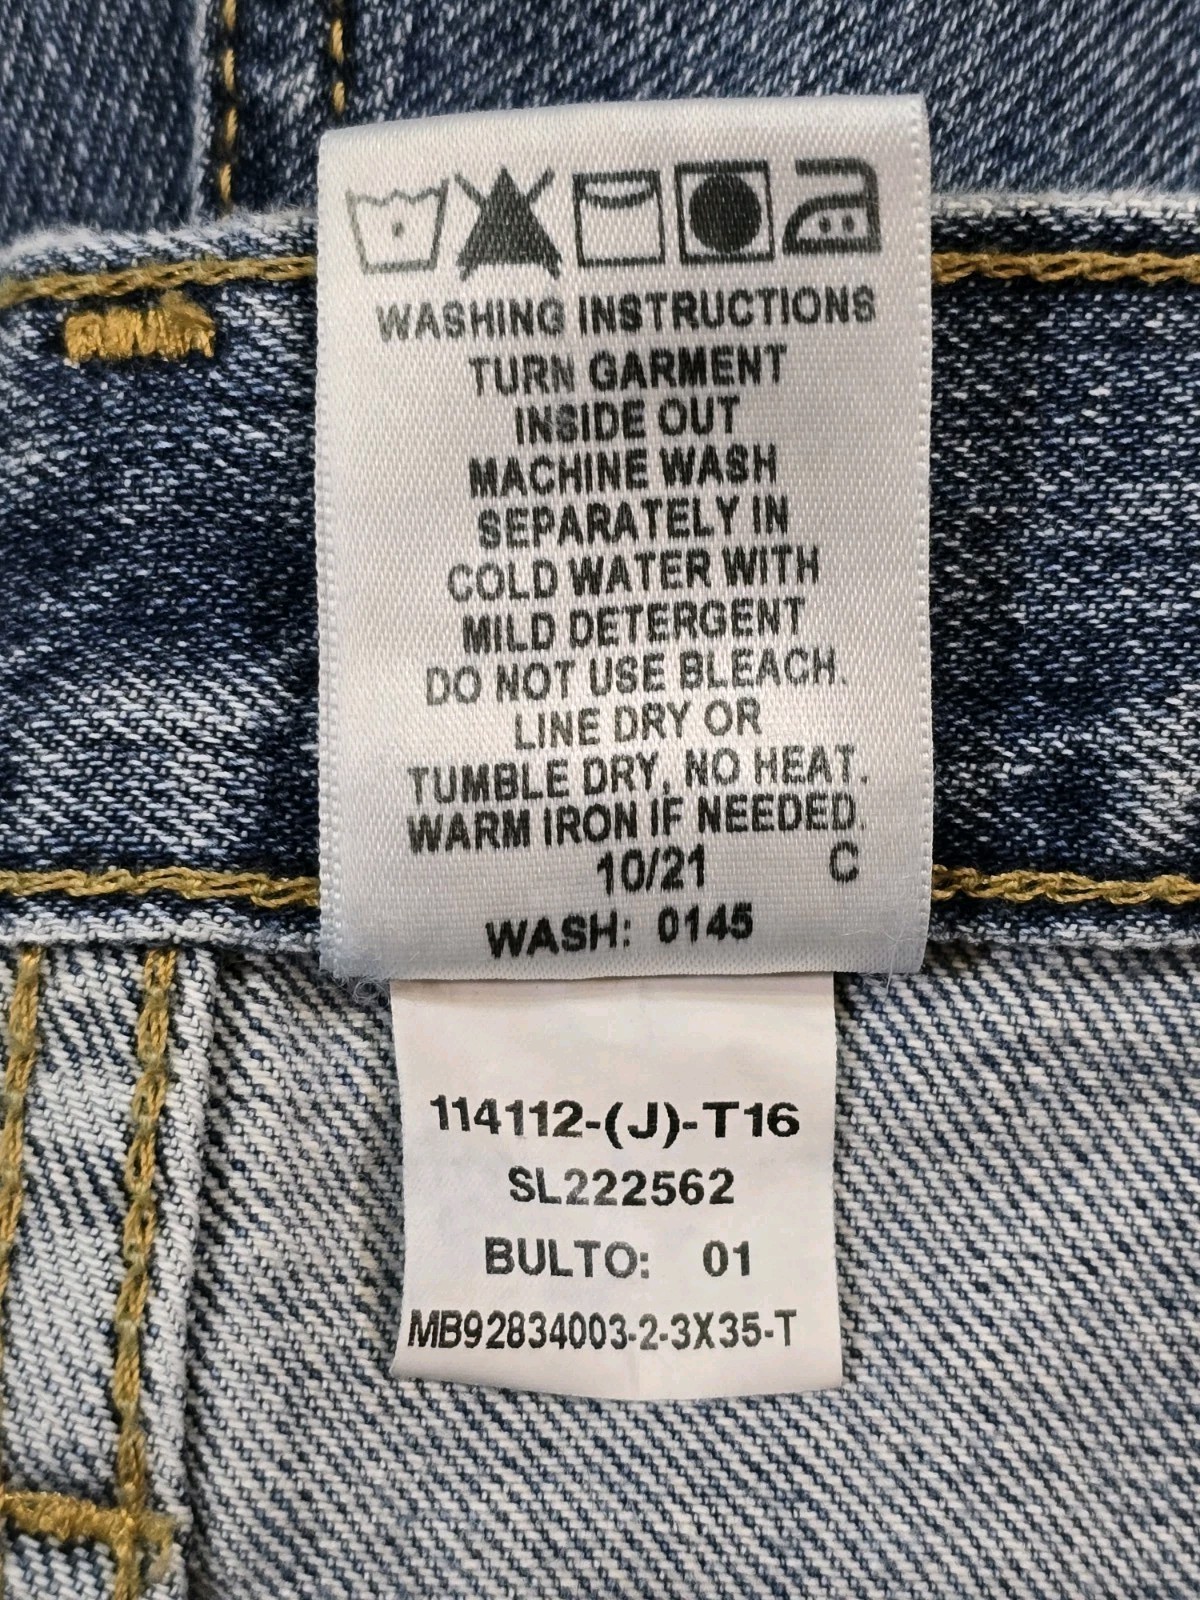 WASHING INSTRUCTIONS
TURN GARMENT
INSIDE OUT
MACHINE WASH
SEPARATELY IN
COLD WATER WITH
MILD DETERGENT
DO NOT USE BLEACH.
LINE DRY OR
TUMBLE DRY, NO HEAT.
WARM IRON IF NEEDED.
10/21 C
WASH: 0145
114112-(J)-T16
SL222562
BULTO: 01
MB92834003-2-3X35-T